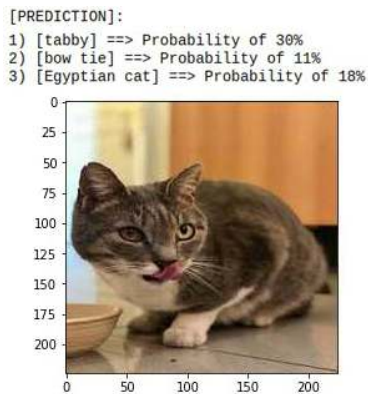 [PREDICTION]:
1) [tabby] ==> Probability of 30%
2) [bow tie] ==> Probability of 11%
3) [Egyptian cat] ==> Probability of 18%
0
25
50
75
100
125
150
175
200
0 50 100 150 200